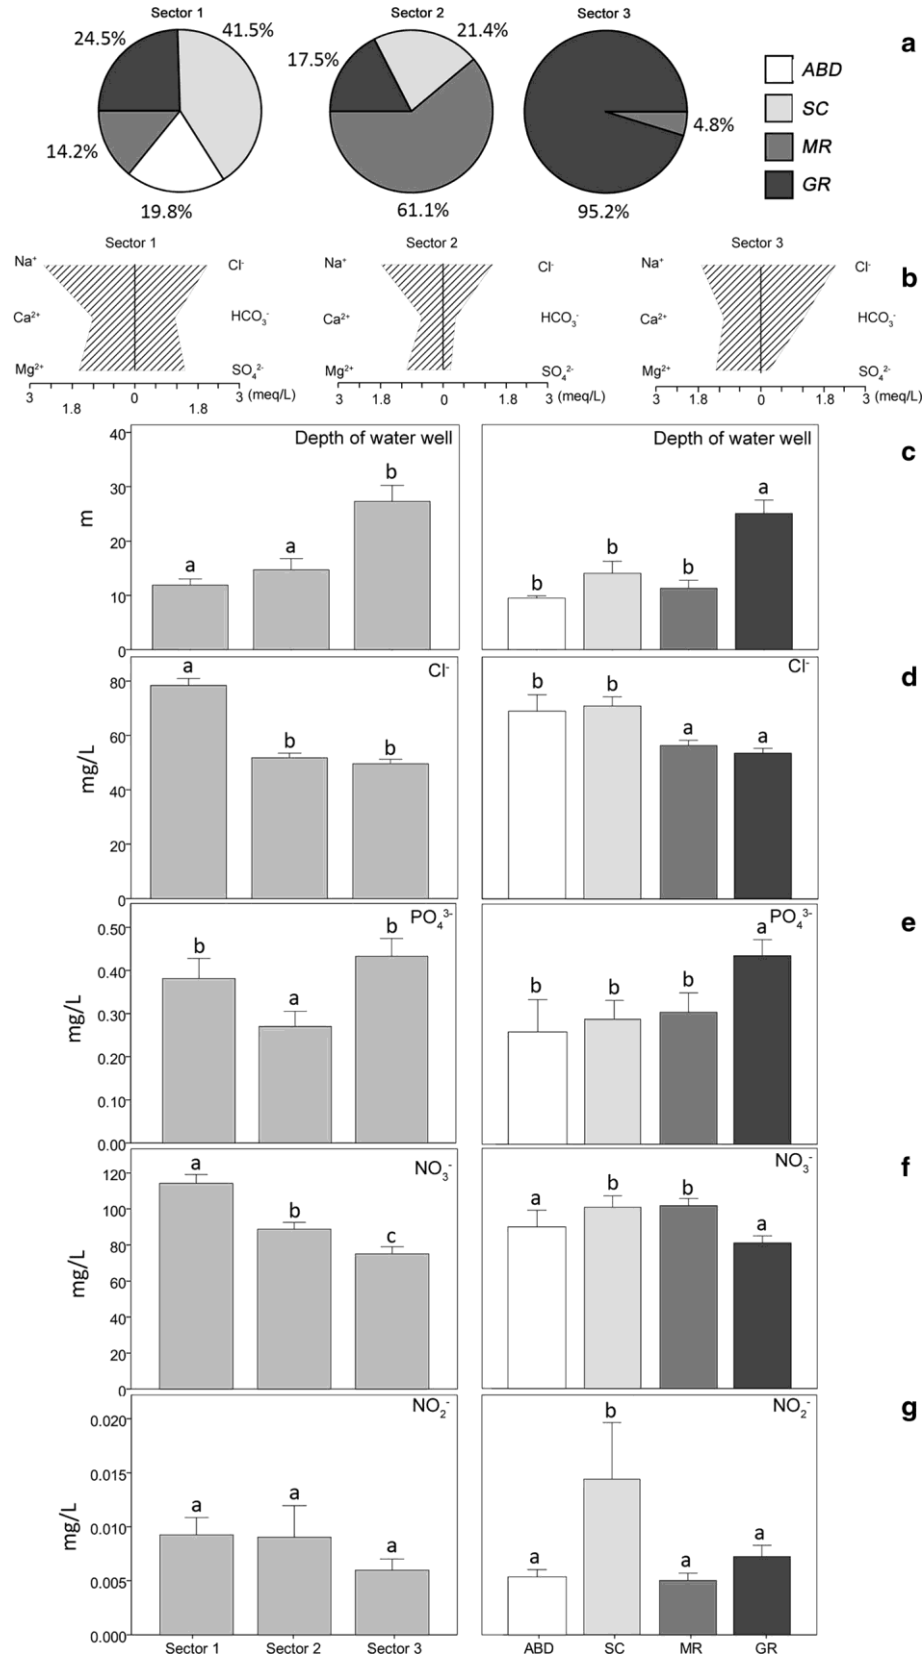 Sector 1 Sector 2 Sector 3
a
24.5% 41.5% 14.2% 19.8%
17.5% 21.4% 61.1%
4.8% 95.2%
ABD
SC
MR
GR
b
Sector 1 Sector 2 Sector 3
Na⁺ Cl⁻ Na⁺ Cl⁻ Na⁺ Cl⁻
Ca²⁺ HCO₃⁻ Ca²⁺ HCO₃⁻ Ca²⁺ HCO₃⁻
Mg²⁺ SO₄²⁻ Mg²⁺ SO₄²⁻ Mg²⁺ SO₄²⁻
3 1.8 0 1.8 3 (meq/L) 3 1.8 0 1.8 3 (meq/L) 3 1.8 0 1.8 3 (meq/L)
c
Depth of water well
m
40
30
20
10
0
a a b
Depth of water well
b b b a
d
Cl⁻
mg/L
80
60
40
20
0
a b b
Cl⁻
b b a a
e
PO₄³⁻
mg/L
0.50
0.40
0.30
0.20
0.10
0.00
b a b
PO₄³⁻
b b b a
f
NO₃⁻
mg/L
120
100
80
60
40
20
0
a b c
NO₃⁻
a b b a
g
NO₂⁻
mg/L
0.020
0.015
0.010
0.005
0.000
a a a
NO₂⁻
a b a a
Sector 1 Sector 2 Sector 3
ABD SC MR GR